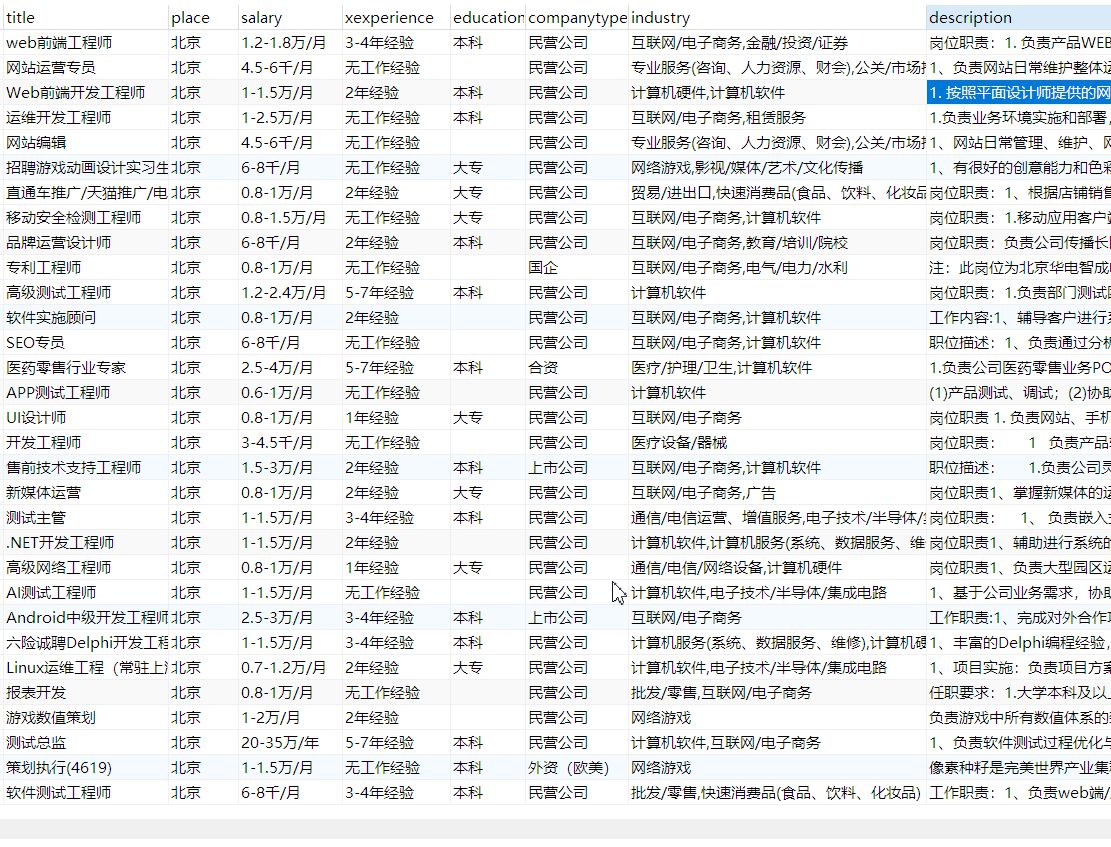 title place salary xexperience education companytype industry description
web前端工程师 北京 1.2-1.8万/月 3-4年经验 本科 民营公司 互联网/电子商务,金融/投资/证券 岗位职责：1. 负责产品WEB
网站运营专员 北京 4.5-6千/月 无工作经验 民营公司 专业服务(咨询、人力资源、财会),公关/市场推 1、负责网站日常维护整体运
Web前端开发工程师 北京 1-1.5万/月 2年经验 本科 民营公司 计算机硬件,计算机软件 1. 按照平面设计师提供的网
运维开发工程师 北京 1-2.5万/月 无工作经验 本科 民营公司 互联网/电子商务,租赁服务 1.负责业务环境实施和部署,
网站编辑 北京 4.5-6千/月 无工作经验 民营公司 专业服务(咨询、人力资源、财会),公关/市场推 1、网站日常管理、维护、网
招聘游戏动画设计实习生 北京 6-8千/月 无工作经验 大专 民营公司 网络游戏,影视/媒体/艺术/文化传播 1、有很好的创意能力和色彩
直通车推广/天猫推广/电 北京 0.8-1万/月 2年经验 大专 民营公司 贸易/进出口,快速消费品(食品、饮料、化妆品 岗位职责：1、根据店铺销售
移动安全检测工程师 北京 0.8-1.5万/月 无工作经验 大专 民营公司 互联网/电子商务,计算机软件 岗位职责：1.移动应用客户端
品牌运营设计师 北京 6-8千/月 2年经验 本科 民营公司 互联网/电子商务,教育/培训/院校 岗位职责：负责公司传播长
专利工程师 北京 0.8-1万/月 无工作经验 国企 互联网/电子商务,电气/电力/水利 注：此岗位为北京华电智成
高级测试工程师 北京 1.2-2.4万/月 5-7年经验 本科 民营公司 计算机软件 岗位职责：1.负责部门测试
软件实施顾问 北京 0.8-1万/月 2年经验 民营公司 互联网/电子商务,计算机软件 工作内容:1、辅导客户进行
SEO专员 北京 6-8千/月 无工作经验 民营公司 互联网/电子商务,计算机软件 职位描述：1、负责通过分析
医药零售行业专家 北京 2.5-4万/月 5-7年经验 本科 合资 医疗/护理/卫生,计算机软件 1.负责公司医药零售业务PO
APP测试工程师 北京 0.6-1万/月 无工作经验 民营公司 计算机软件 (1)产品测试、调试；(2)协助
UI设计师 北京 0.8-1万/月 1年经验 大专 民营公司 互联网/电子商务 岗位职责 1. 负责网站、手机
开发工程师 北京 3-4.5千/月 无工作经验 民营公司 医疗设备/器械 岗位职责： 1 负责产品
售前技术支持工程师 北京 1.5-3万/月 2年经验 本科 上市公司 互联网/电子商务,计算机软件 职位描述： 1.负责公司灵
新媒体运营 北京 0.8-1万/月 2年经验 大专 民营公司 互联网/电子商务,广告 岗位职责1、掌握新媒体的运
测试主管 北京 1-1.5万/月 3-4年经验 本科 民营公司 通信/电信运营、增值服务,电子技术/半导体/ 岗位职责： 1、 负责嵌入
.NET开发工程师 北京 1-1.5万/月 2年经验 民营公司 计算机软件,计算机服务(系统、数据服务、维 岗位职责1、辅助进行系统的
高级网络工程师 北京 0.8-1万/月 1年经验 大专 民营公司 通信/电信/网络设备,计算机硬件 岗位职责1、负责大型园区运
AI测试工程师 北京 1-1.5万/月 无工作经验 民营公司 计算机软件,电子技术/半导体/集成电路 1、基于公司业务需求，协助
Android中级开发工程师 北京 2.5-3万/月 3-4年经验 本科 上市公司 互联网/电子商务 工作职责:1、完成对外合作
六险诚聘Delphi开发工程 北京 1-1.5万/月 3-4年经验 本科 民营公司 计算机服务(系统、数据服务、维修),计算机硬 1、丰富的Delphi编程经验,
Linux运维工程（常驻上 北京 0.7-1.2万/月 2年经验 大专 民营公司 计算机软件,电子技术/半导体/集成电路 1、项目实施：负责项目方案
报表开发 北京 0.8-1万/月 无工作经验 民营公司 批发/零售,互联网/电子商务 任职要求：1.大学本科及以
游戏数值策划 北京 1-2万/月 2年经验 民营公司 网络游戏 负责游戏中所有数值体系的
测试总监 北京 20-35万/年 5-7年经验 本科 民营公司 计算机软件,互联网/电子商务 1、负责软件测试过程优化与
策划执行(4619) 北京 1-1.5万/月 无工作经验 本科 外资（欧美） 网络游戏 像素种籽是完美世界产业集
软件测试工程师 北京 6-8千/月 3-4年经验 本科 民营公司 批发/零售,快速消费品(食品、饮料、化妆品) 工作职责：1、负责web端/